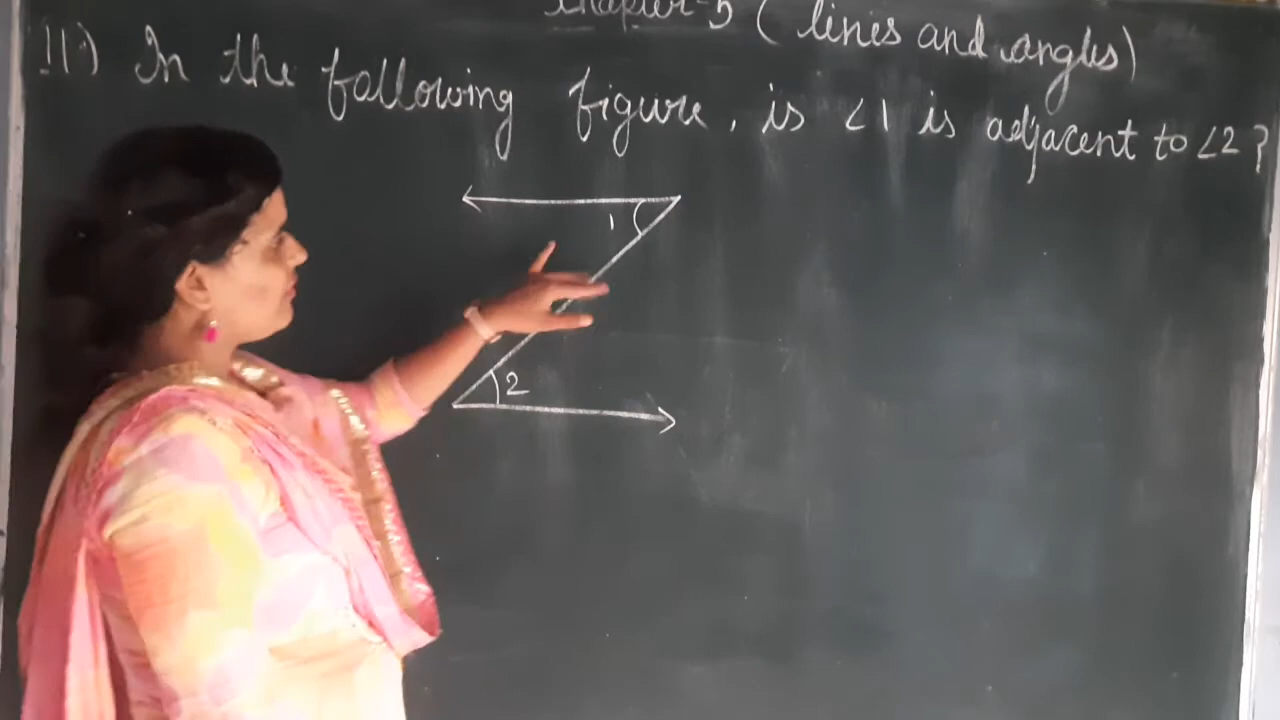 Chapter-5 (lines and angles)
11) In the following figure, is ∠1 is adjacent to ∠2 ?
1
2